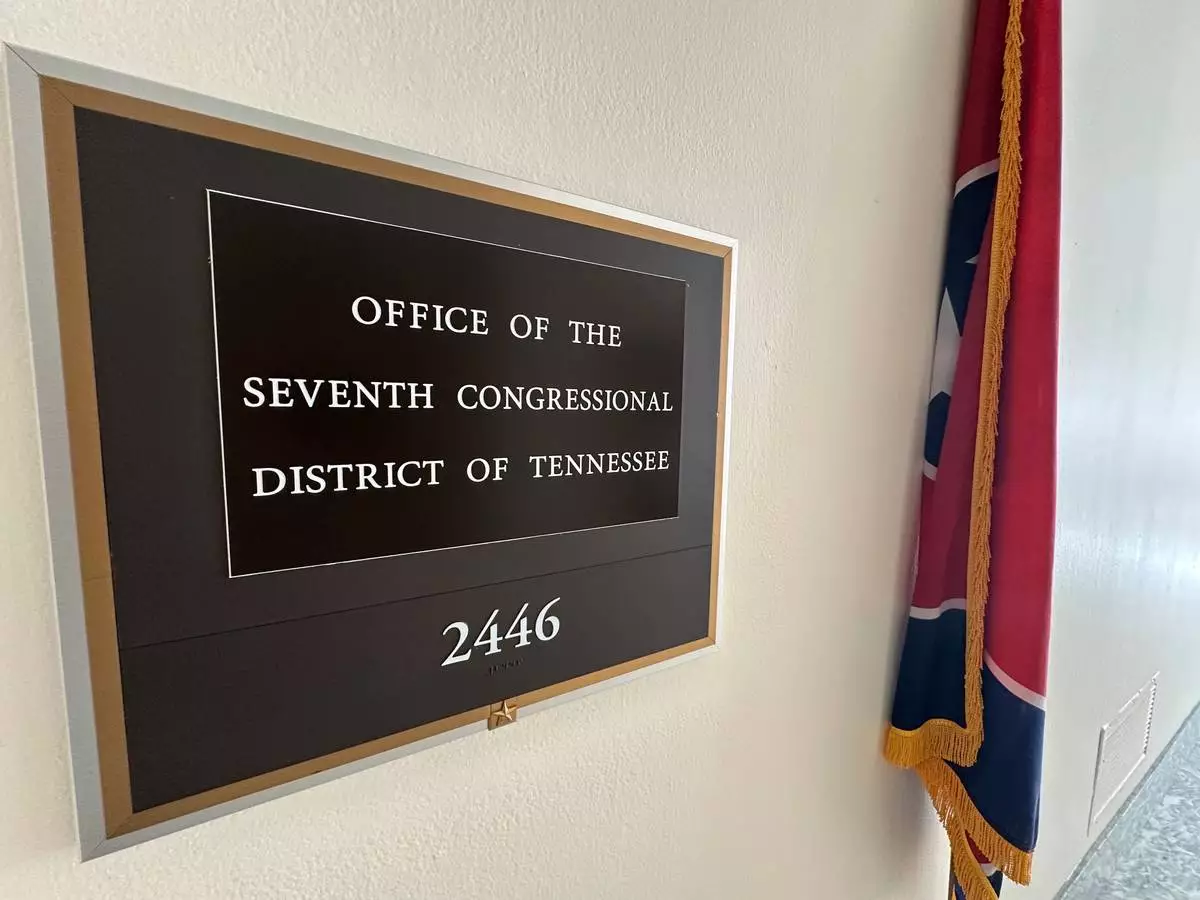 OFFICE OF THE
SEVENTH CONGRESSIONAL
DISTRICT OF TENNESSEE
2446